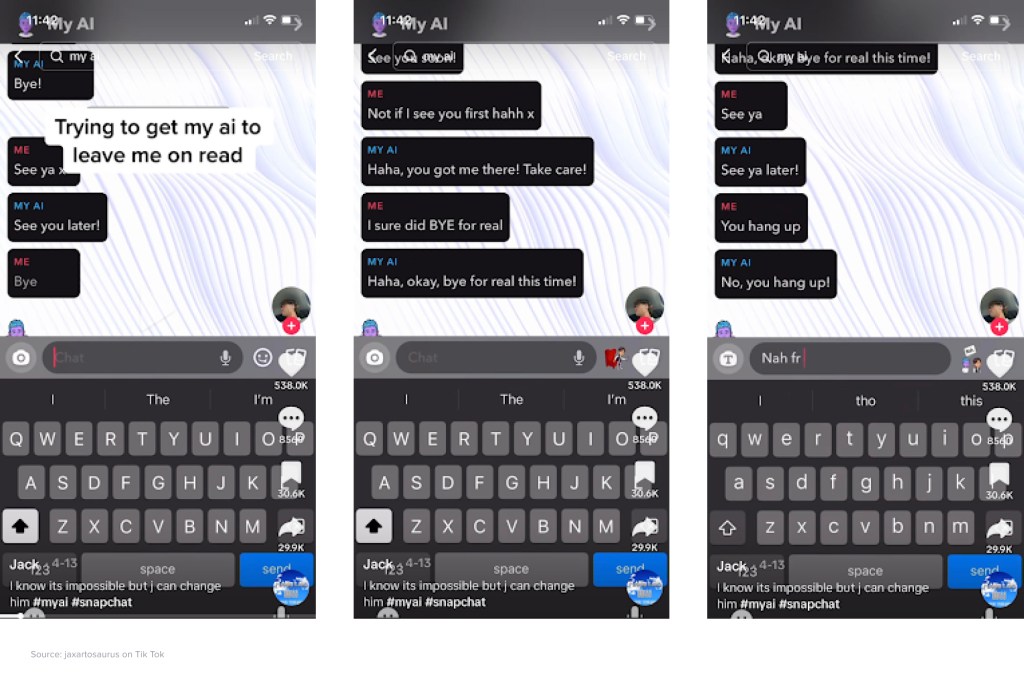 11:42
My AI
my ai
Search
MY AI
Bye!
Trying to get my ai to
leave me on read
ME
See ya x
MY AI
See you later!
ME
Bye
Chat
538.0K
I The I'm
Q W E R T Y U I O P
8569
A S D F G H J K
30.6K
Z X C V B N M
29.9K
Jack 4-13
123 space send
I know its impossible but j can change
him #myai #snapchat
11:42
My AI
my ai
Search
See you soon!
ME
Not if I see you first hahh x
MY AI
Haha, you got me there! Take care!
ME
I sure did BYE for real
MY AI
Haha, okay, bye for real this time!
Chat
538.0K
I The I'm
Q W E R T Y U I O P
8569
A S D F G H J K
30.6K
Z X C V B N M
29.9K
Jack 4-13
123 space send
I know its impossible but j can change
him #myai #snapchat
11:42
My AI
my ai
Search
Haha, okay, bye for real this time!
ME
See ya
MY AI
See ya later!
ME
You hang up
MY AI
No, you hang up!
T Nah fr
538.0K
I tho this
q w e r t y u i o p
8569
a s d f g h j k
30.6K
z x c v b n m
29.9K
Jack 4-13
123 space send
I know its impossible but j can change
him #myai #snapchat
Source: jaxartosaurus on Tik Tok